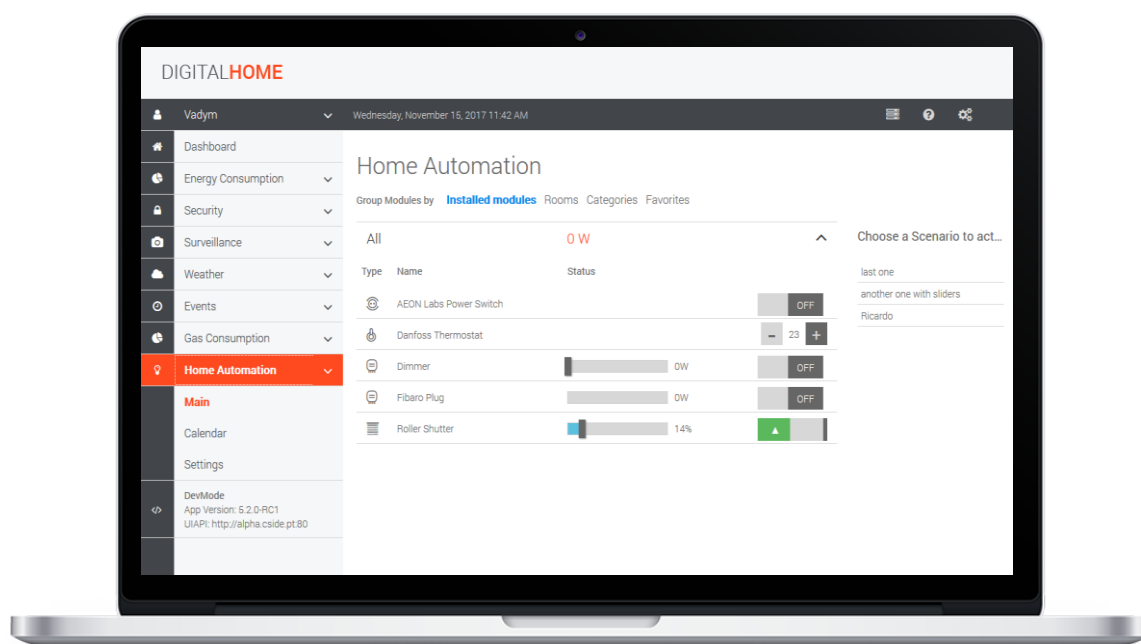 DIGITALHOME
Vadym
Wednesday, November 15, 2017 11:42 AM
Dashboard
Energy Consumption
Security
Surveillance
Weather
Events
Gas Consumption
Home Automation
Main
Calendar
Settings
DevMode
App Version: 5.2.0-RC1
UIAPI: http://alpha.cside.pt:80
Home Automation
Group Modules by Installed modules Rooms Categories Favorites
All 0 W
Type Name Status
AEON Labs Power Switch OFF
Danfoss Thermostat - 23 +
Dimmer 0W OFF
Fibaro Plug 0W OFF
Roller Shutter 14%
Choose a Scenario to act...
last one
another one with sliders
Ricardo